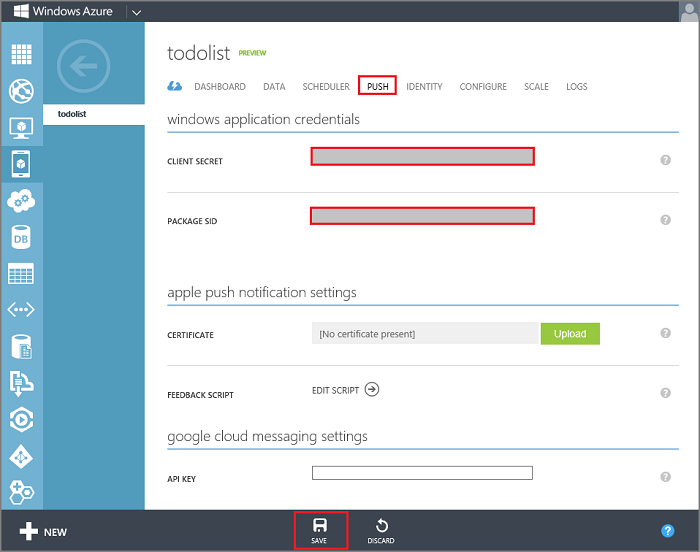 Windows Azure
todolist PREVIEW
DASHBOARD DATA SCHEDULER PUSH IDENTITY CONFIGURE SCALE LOGS
todolist
windows application credentials
CLIENT SECRET ?
PACKAGE SID ?
apple push notification settings
CERTIFICATE [No certificate present] Upload ?
FEEDBACK SCRIPT EDIT SCRIPT ?
google cloud messaging settings
API KEY ?
DB
NEW SAVE DISCARD ?